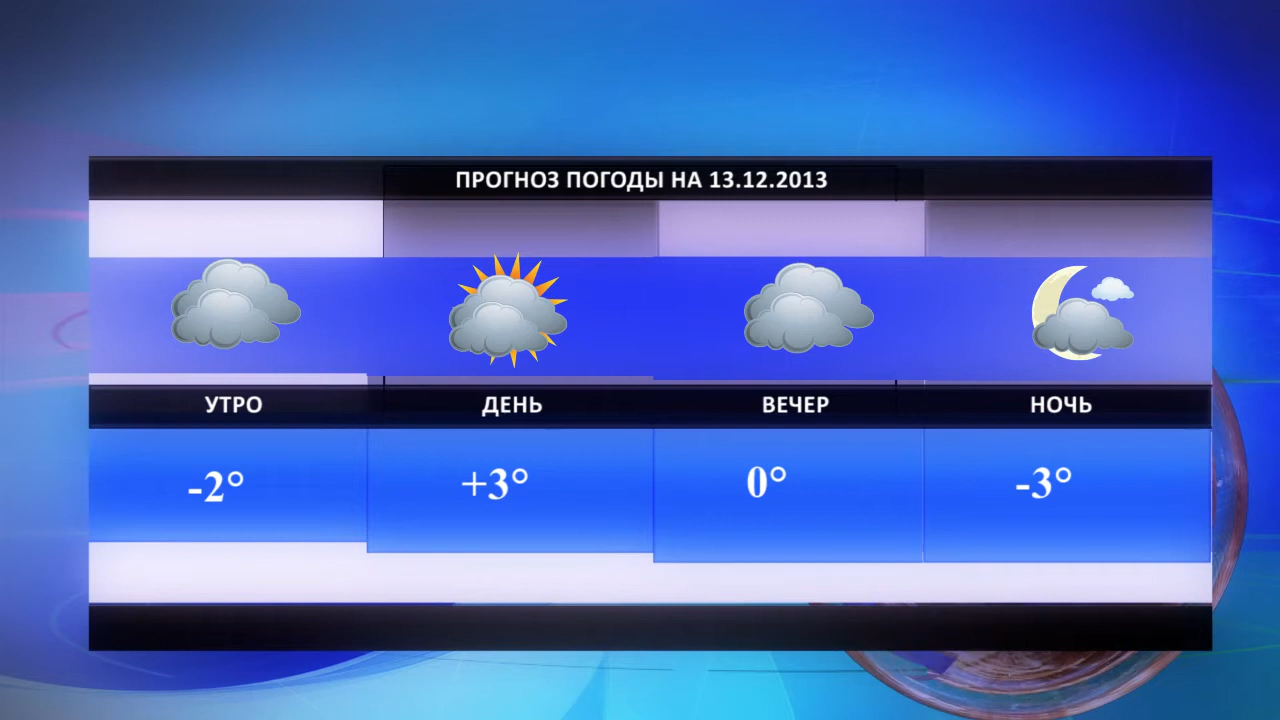 ПРОГНОЗ ПОГОДЫ НА 13.12.2013
УТРО ДЕНЬ ВЕЧЕР НОЧЬ
-2° +3° 0° -3°